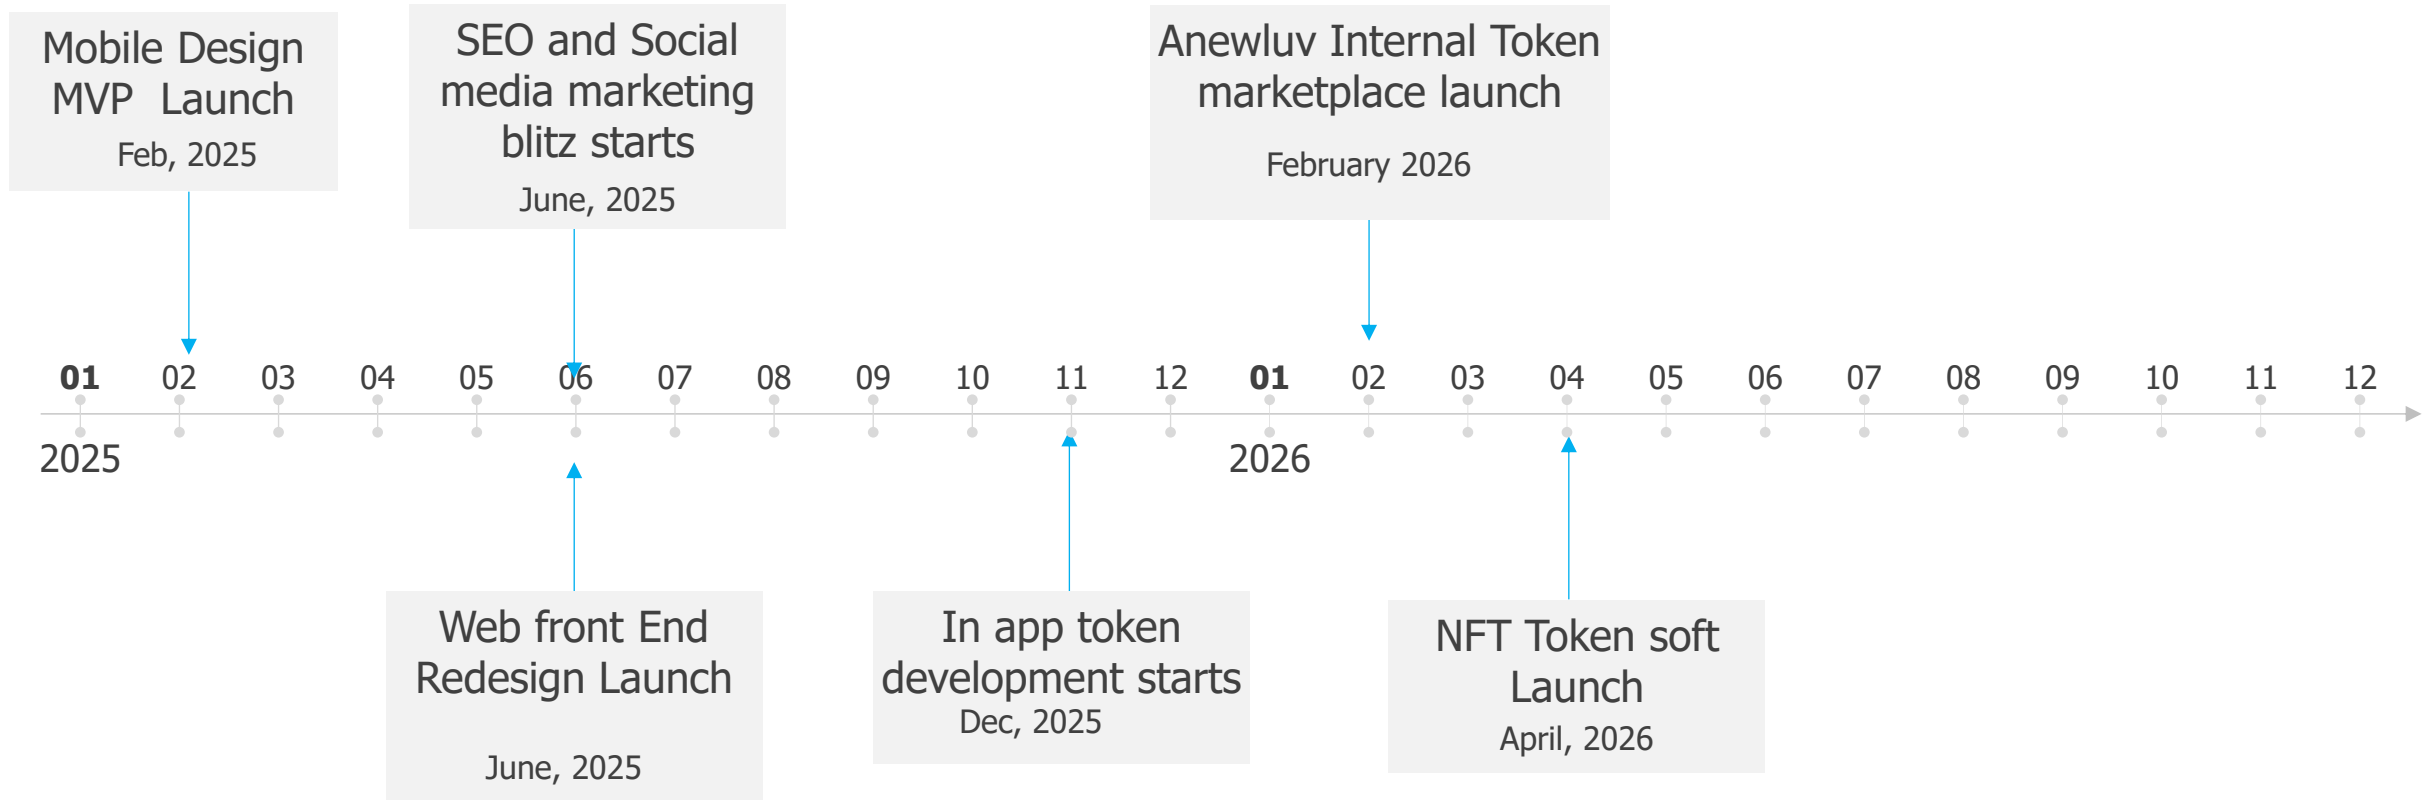 Mobile Design
MVP  Launch
Feb, 2025
SEO and Social
media marketing
blitz starts
June, 2025
Anewluv Internal Token
marketplace launch
February 2026
01 02 03 04 05 06 07 08 09 10 11 12 01 02 03 04 05 06 07 08 09 10 11 12
2025 2026
Web front End
Redesign Launch
June, 2025
In app token
development starts
Dec, 2025
NFT Token soft
Launch
April, 2026